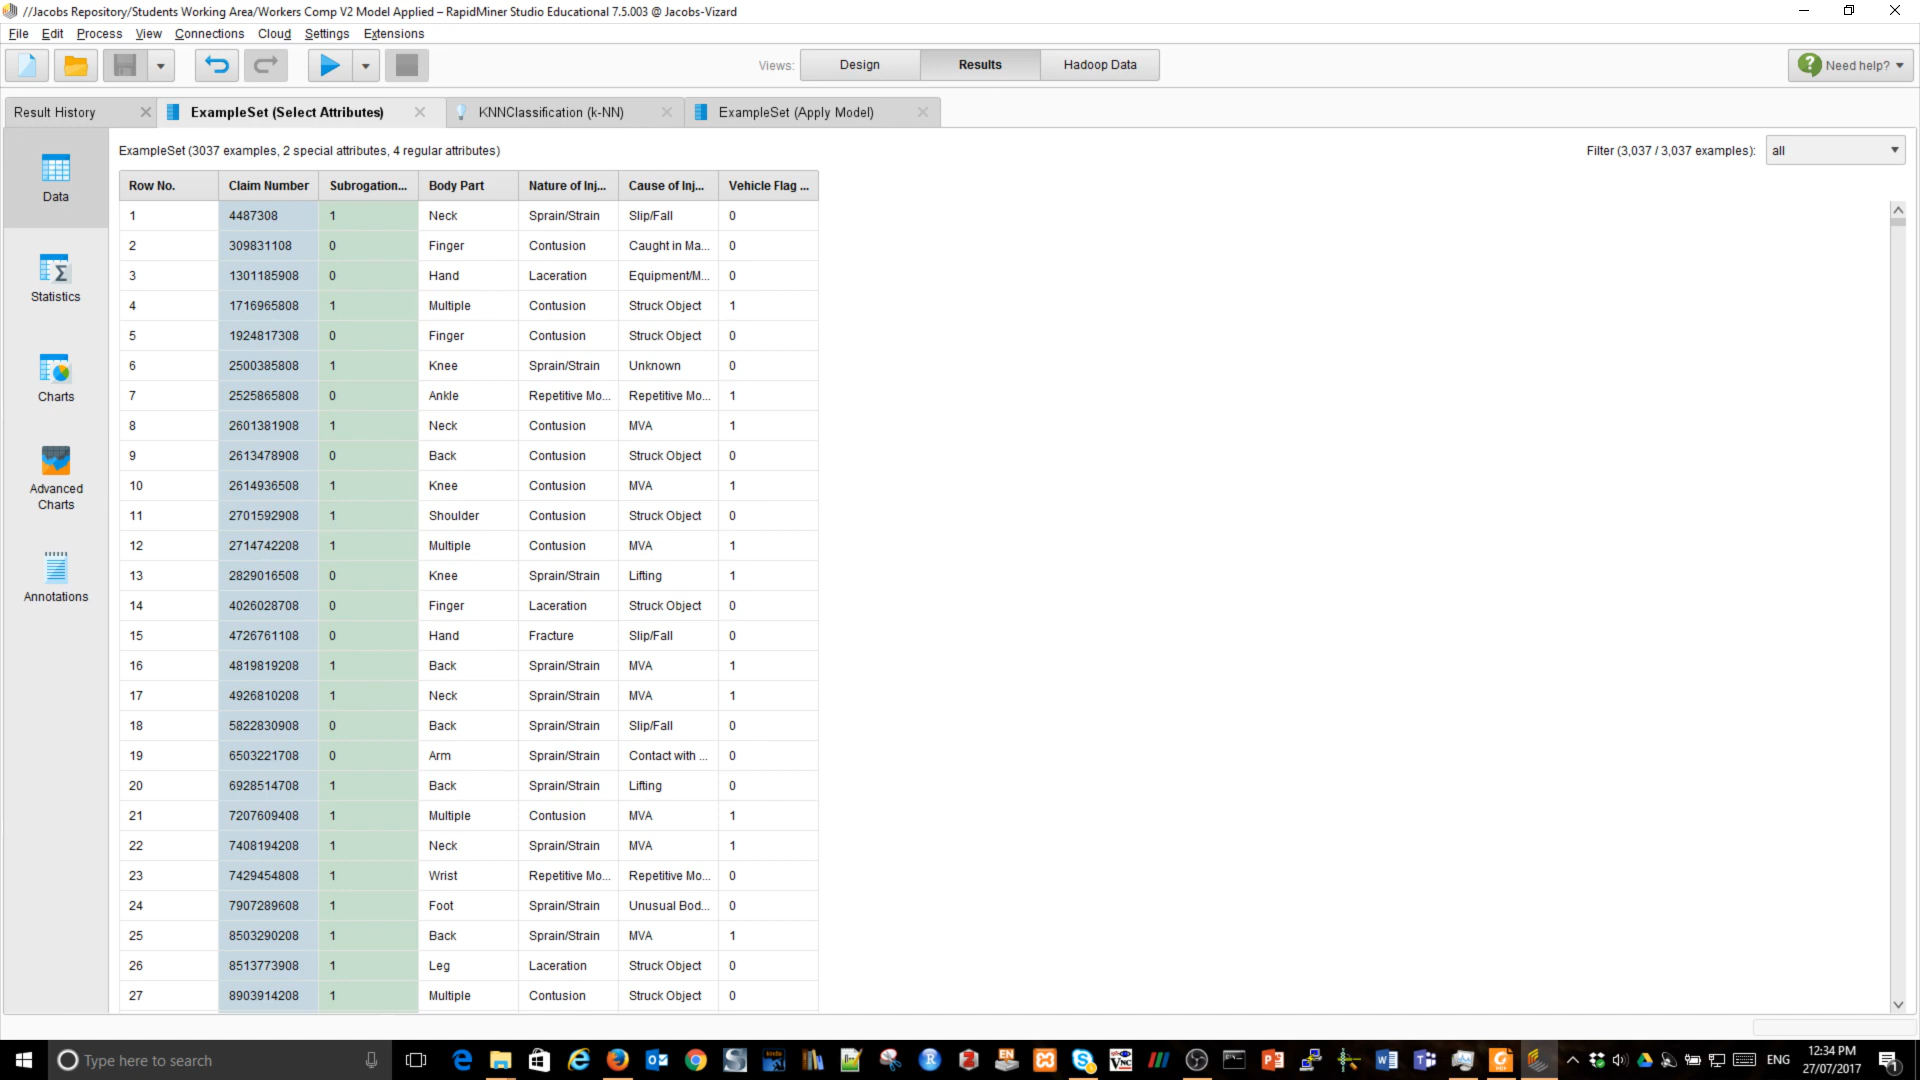 //Jacobs Repository/Students Working Area/Workers Comp V2 Model Applied – RapidMiner Studio Educational 7.5.003 @ Jacobs-Vizard
File Edit Process View Connections Cloud Settings Extensions
Views: Design Results Hadoop Data Need help?
Result History ExampleSet (Select Attributes) KNNClassification (k-NN) ExampleSet (Apply Model)
ExampleSet (3037 examples, 2 special attributes, 4 regular attributes) Filter (3,037 / 3,037 examples): all
Data
Statistics
Charts
Advanced
Charts
Annotations
Row No. Claim Number Subrogation... Body Part Nature of Inj... Cause of Inj... Vehicle Flag ...
1 4487308 1 Neck Sprain/Strain Slip/Fall 0
2 309831108 0 Finger Contusion Caught in Ma... 0
3 1301185908 0 Hand Laceration Equipment/M... 0
4 1716965808 1 Multiple Contusion Struck Object 1
5 1924817308 0 Finger Contusion Struck Object 0
6 2500385808 1 Knee Sprain/Strain Unknown 0
7 2525865808 0 Ankle Repetitive Mo... Repetitive Mo... 1
8 2601381908 1 Neck Contusion MVA 1
9 2613478908 0 Back Contusion Struck Object 0
10 2614936508 1 Knee Contusion MVA 1
11 2701592908 1 Shoulder Contusion Struck Object 0
12 2714742208 1 Multiple Contusion MVA 1
13 2829016508 0 Knee Sprain/Strain Lifting 1
14 4026028708 0 Finger Laceration Struck Object 0
15 4726761108 0 Hand Fracture Slip/Fall 0
16 4819819208 1 Back Sprain/Strain MVA 1
17 4926810208 1 Neck Sprain/Strain MVA 1
18 5822830908 0 Back Sprain/Strain Slip/Fall 0
19 6503221708 0 Arm Sprain/Strain Contact with ... 0
20 6928514708 1 Back Sprain/Strain Lifting 0
21 7207609408 1 Multiple Contusion MVA 1
22 7408194208 1 Neck Sprain/Strain MVA 1
23 7429454808 1 Wrist Repetitive Mo... Repetitive Mo... 0
24 7907289608 1 Foot Sprain/Strain Unusual Bod... 0
25 8503290208 1 Back Sprain/Strain MVA 1
26 8513773908 1 Leg Laceration Struck Object 0
27 8903914208 1 Multiple Contusion Struck Object 0
Type here to search ENG 12:34 PM
27/07/2017